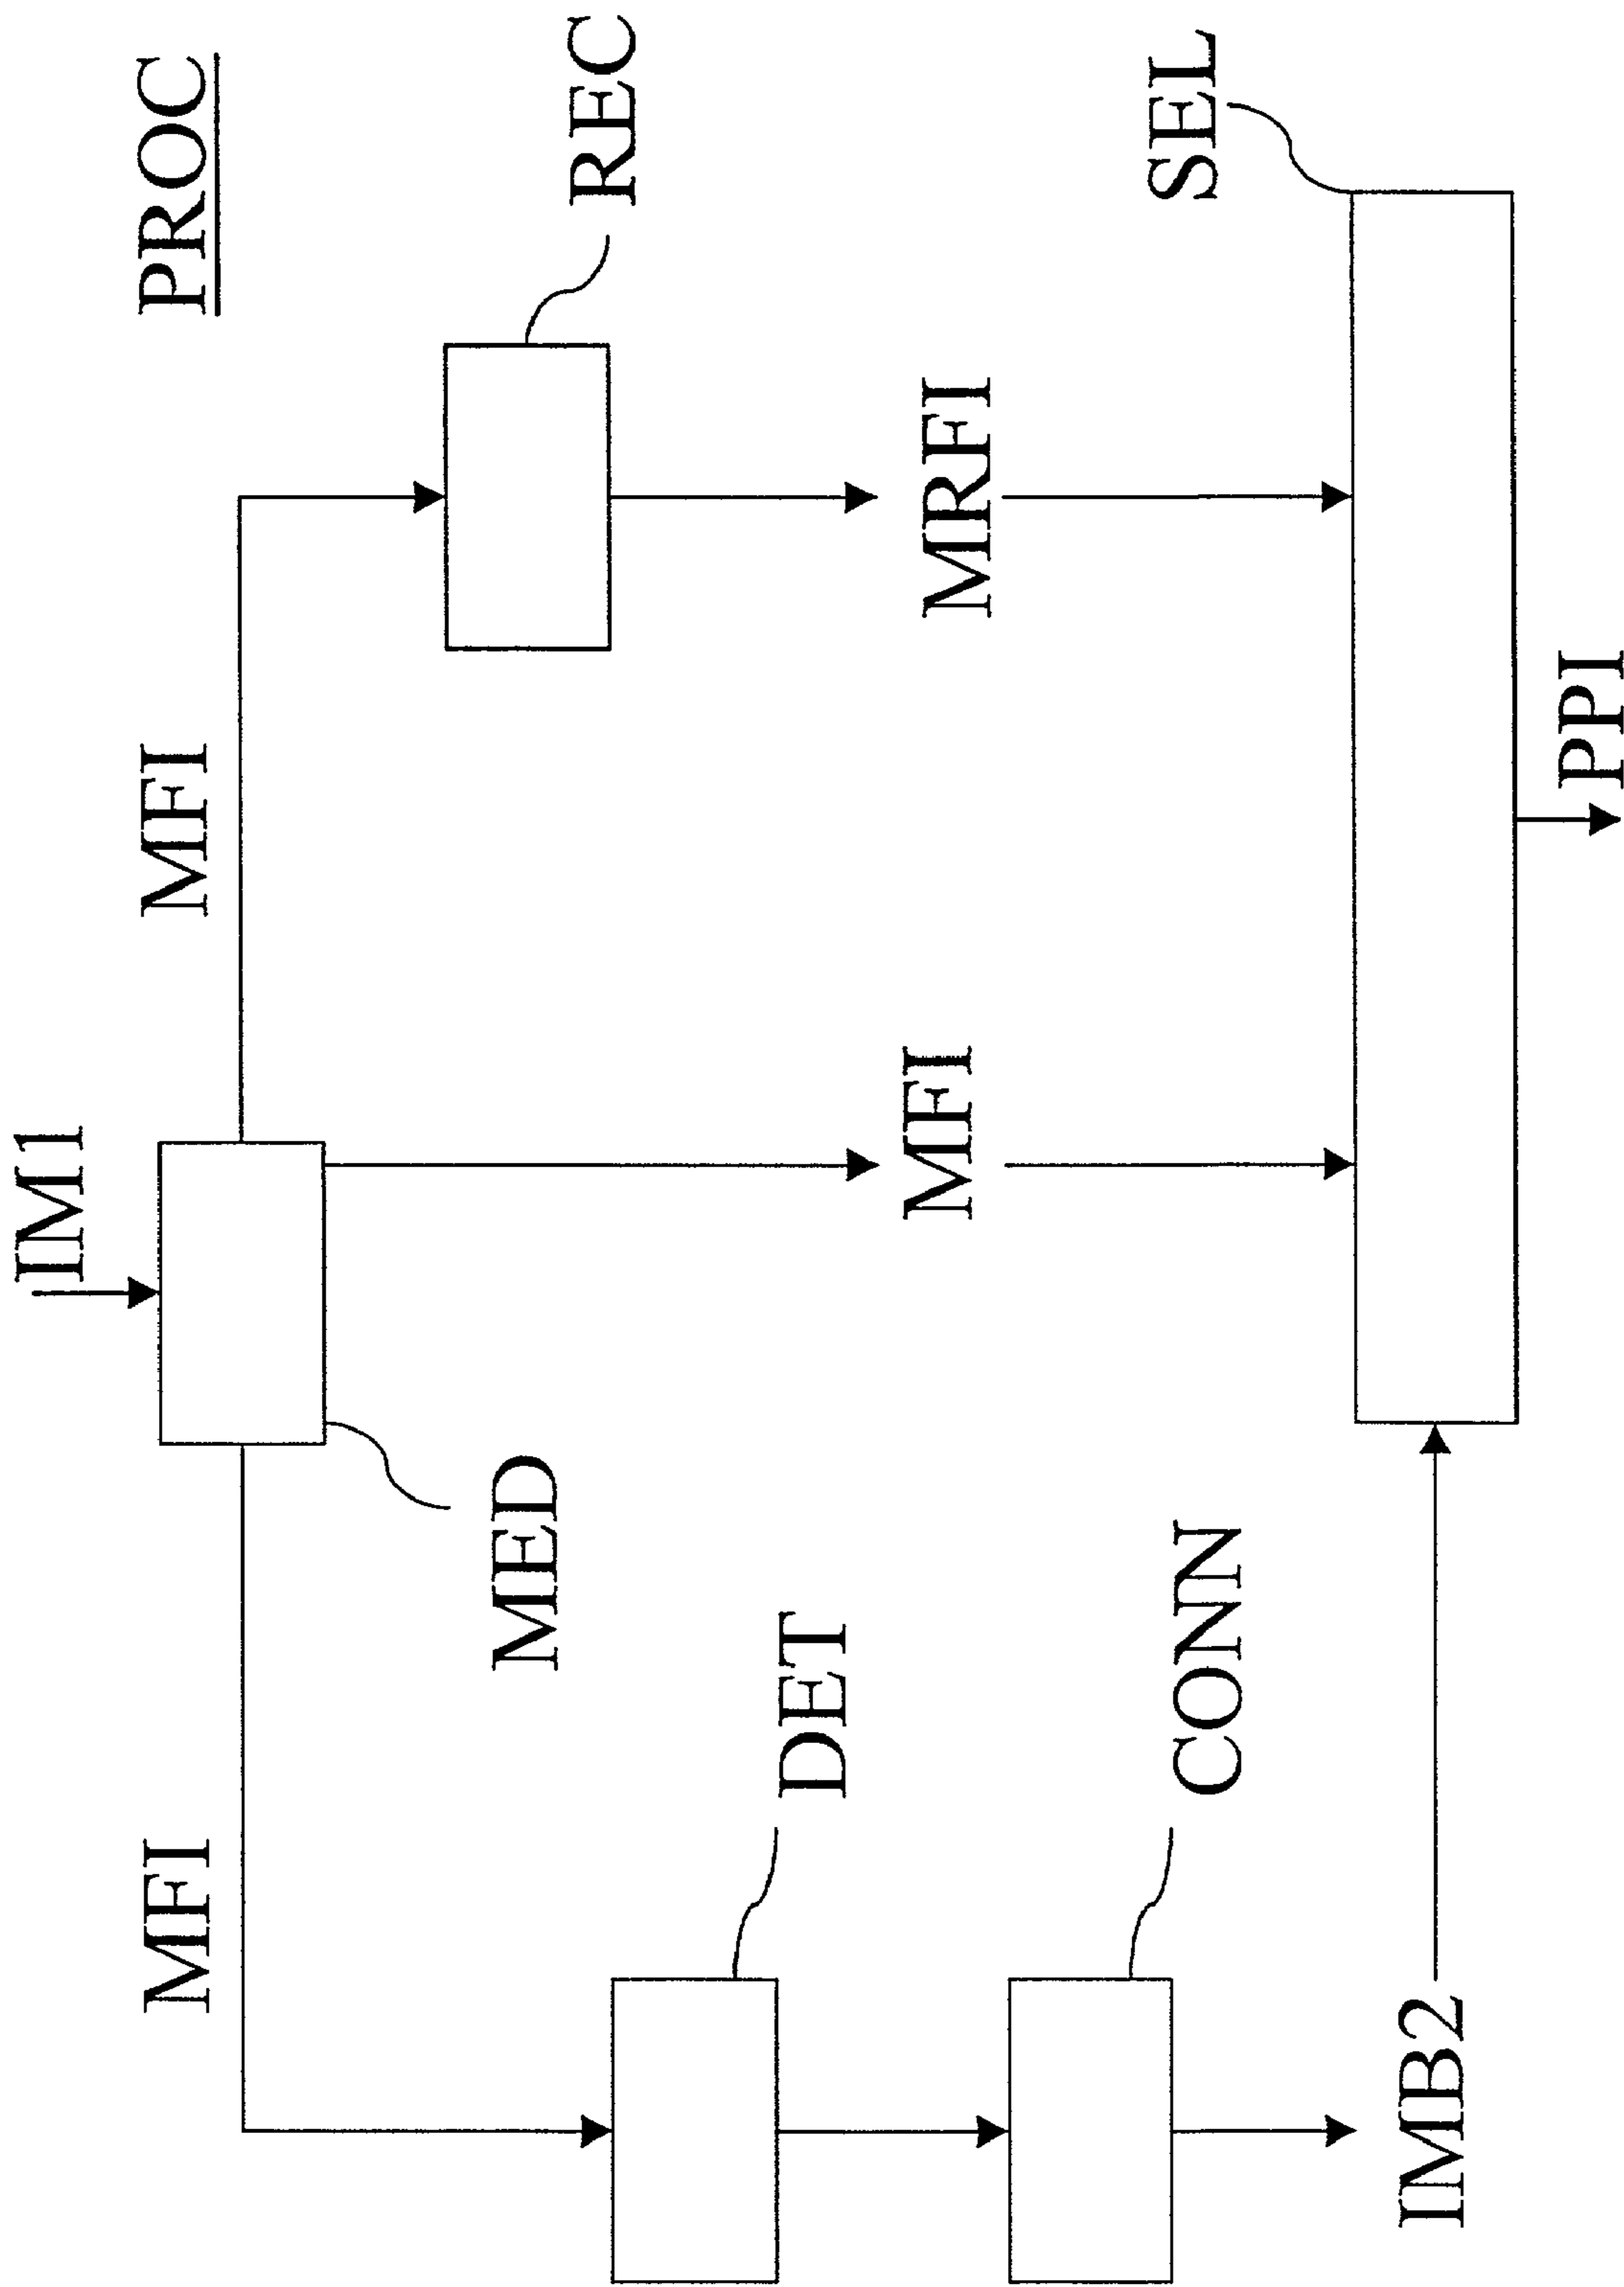 IM1
MFI
MFI
PROC
MED
REC
DET
MFI
MRFI
CONN
SEL
IMB2
PPI